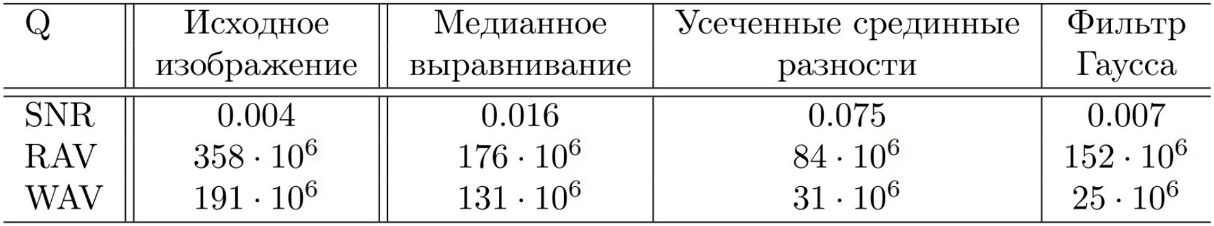 Q Исходное Медианное Усеченные срединные Фильтр
изображение выравнивание разности Гаусса
SNR 0.004 0.016 0.075 0.007
RAV 358 · 10⁶ 176 · 10⁶ 84 · 10⁶ 152 · 10⁶
WAV 191 · 10⁶ 131 · 10⁶ 31 · 10⁶ 25 · 10⁶